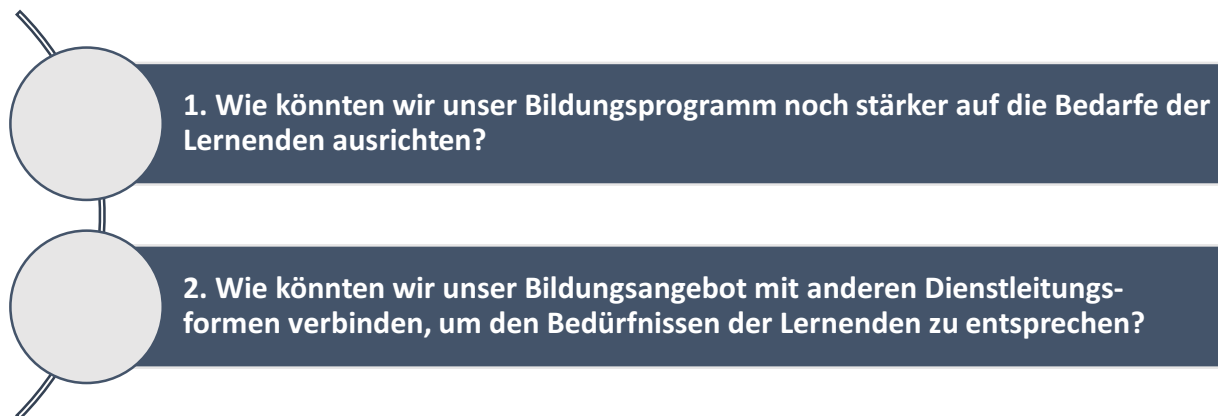 1. Wie könnten wir unser Bildungsprogramm noch stärker auf die Bedarfe der
Lernenden ausrichten?
2. Wie könnten wir unser Bildungsangebot mit anderen Dienstleitungs-
formen verbinden, um den Bedürfnissen der Lernenden zu entsprechen?